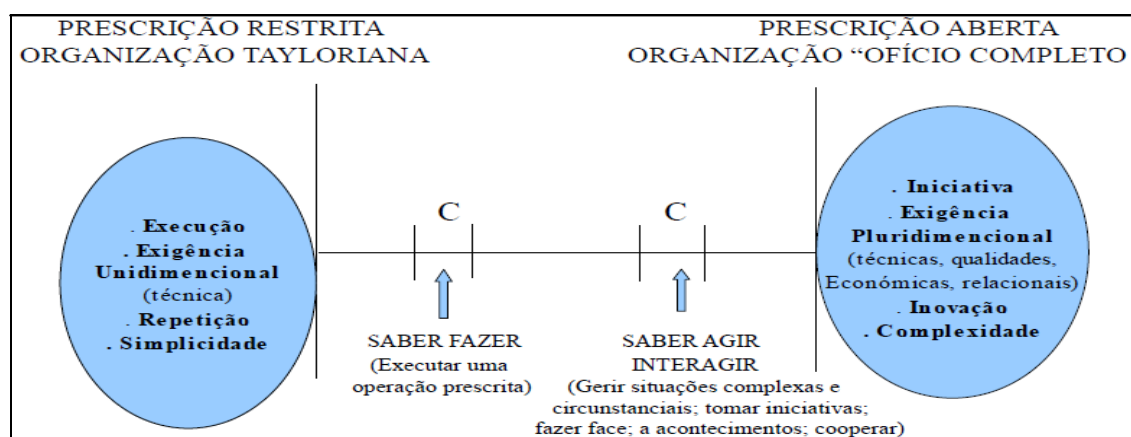 PRESCRIÇÃO RESTRITA
ORGANIZAÇÃO TAYLORIANA
PRESCRIÇÃO ABERTA
ORGANIZAÇÃO “OFÍCIO COMPLETO
. Execução
. Exigência
Unidimencional
(técnica)
. Repetição
. Simplicidade
C
SABER FAZER
(Executar uma
operação prescrita)
C
SABER AGIR
INTERAGIR
(Gerir situações complexas e
circunstanciais; tomar iniciativas;
fazer face; a acontecimentos; cooperar)
. Iniciativa
. Exigência
Pluridimencional
(técnicas, qualidades,
Económicas, relacionais)
. Inovação
. Complexidade